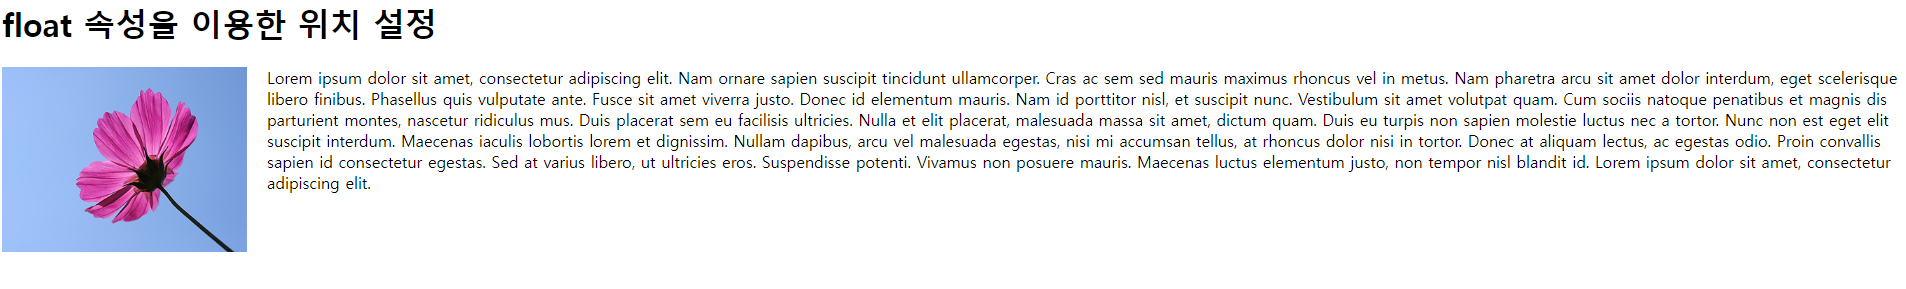 float 속성을 이용한 위치 설정
Lorem ipsum dolor sit amet, consectetur adipiscing elit. Nam ornare sapien suscipit tincidunt ullamcorper. Cras ac sem sed mauris maximus rhoncus vel in metus. Nam pharetra arcu sit amet dolor interdum, eget scelerisque
libero finibus. Phasellus quis vulputate ante. Fusce sit amet viverra justo. Donec id elementum mauris. Nam id porttitor nisl, et suscipit nunc. Vestibulum sit amet volutpat quam. Cum sociis natoque penatibus et magnis dis
parturient montes, nascetur ridiculus mus. Duis placerat sem eu facilisis ultricies. Nulla et elit placerat, malesuada massa sit amet, dictum quam. Duis eu turpis non sapien molestie luctus nec a tortor. Nunc non est eget elit
suscipit interdum. Maecenas iaculis lobortis lorem et dignissim. Nullam dapibus, arcu vel malesuada egestas, nisi mi accumsan tellus, at rhoncus dolor nisi in tortor. Donec at aliquam lectus, ac egestas odio. Proin convallis
sapien id consectetur egestas. Sed at varius libero, ut ultricies eros. Suspendisse potenti. Vivamus non posuere mauris. Maecenas luctus elementum justo, non tempor nisl blandit id. Lorem ipsum dolor sit amet, consectetur
adipiscing elit.